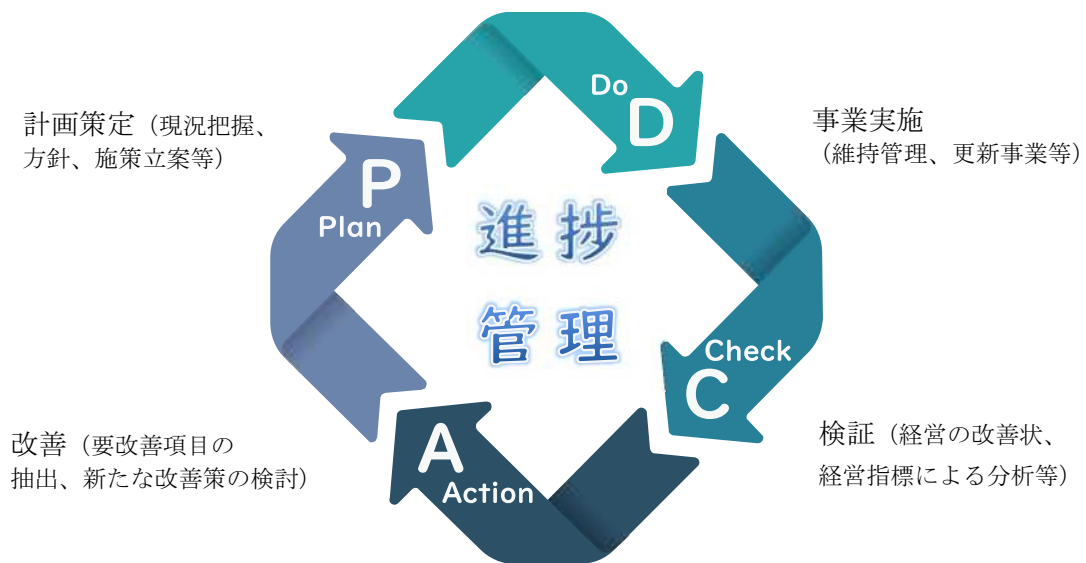 計画策定（現況把握、
方針、施策立案等）
P
Plan
Do
D
事業実施
（維持管理、更新事業等）
進捗
管理
Check
C
検証（経営の改善状、
経営指標による分析等）
A
Action
改善（要改善項目の
抽出、新たな改善策の検討）